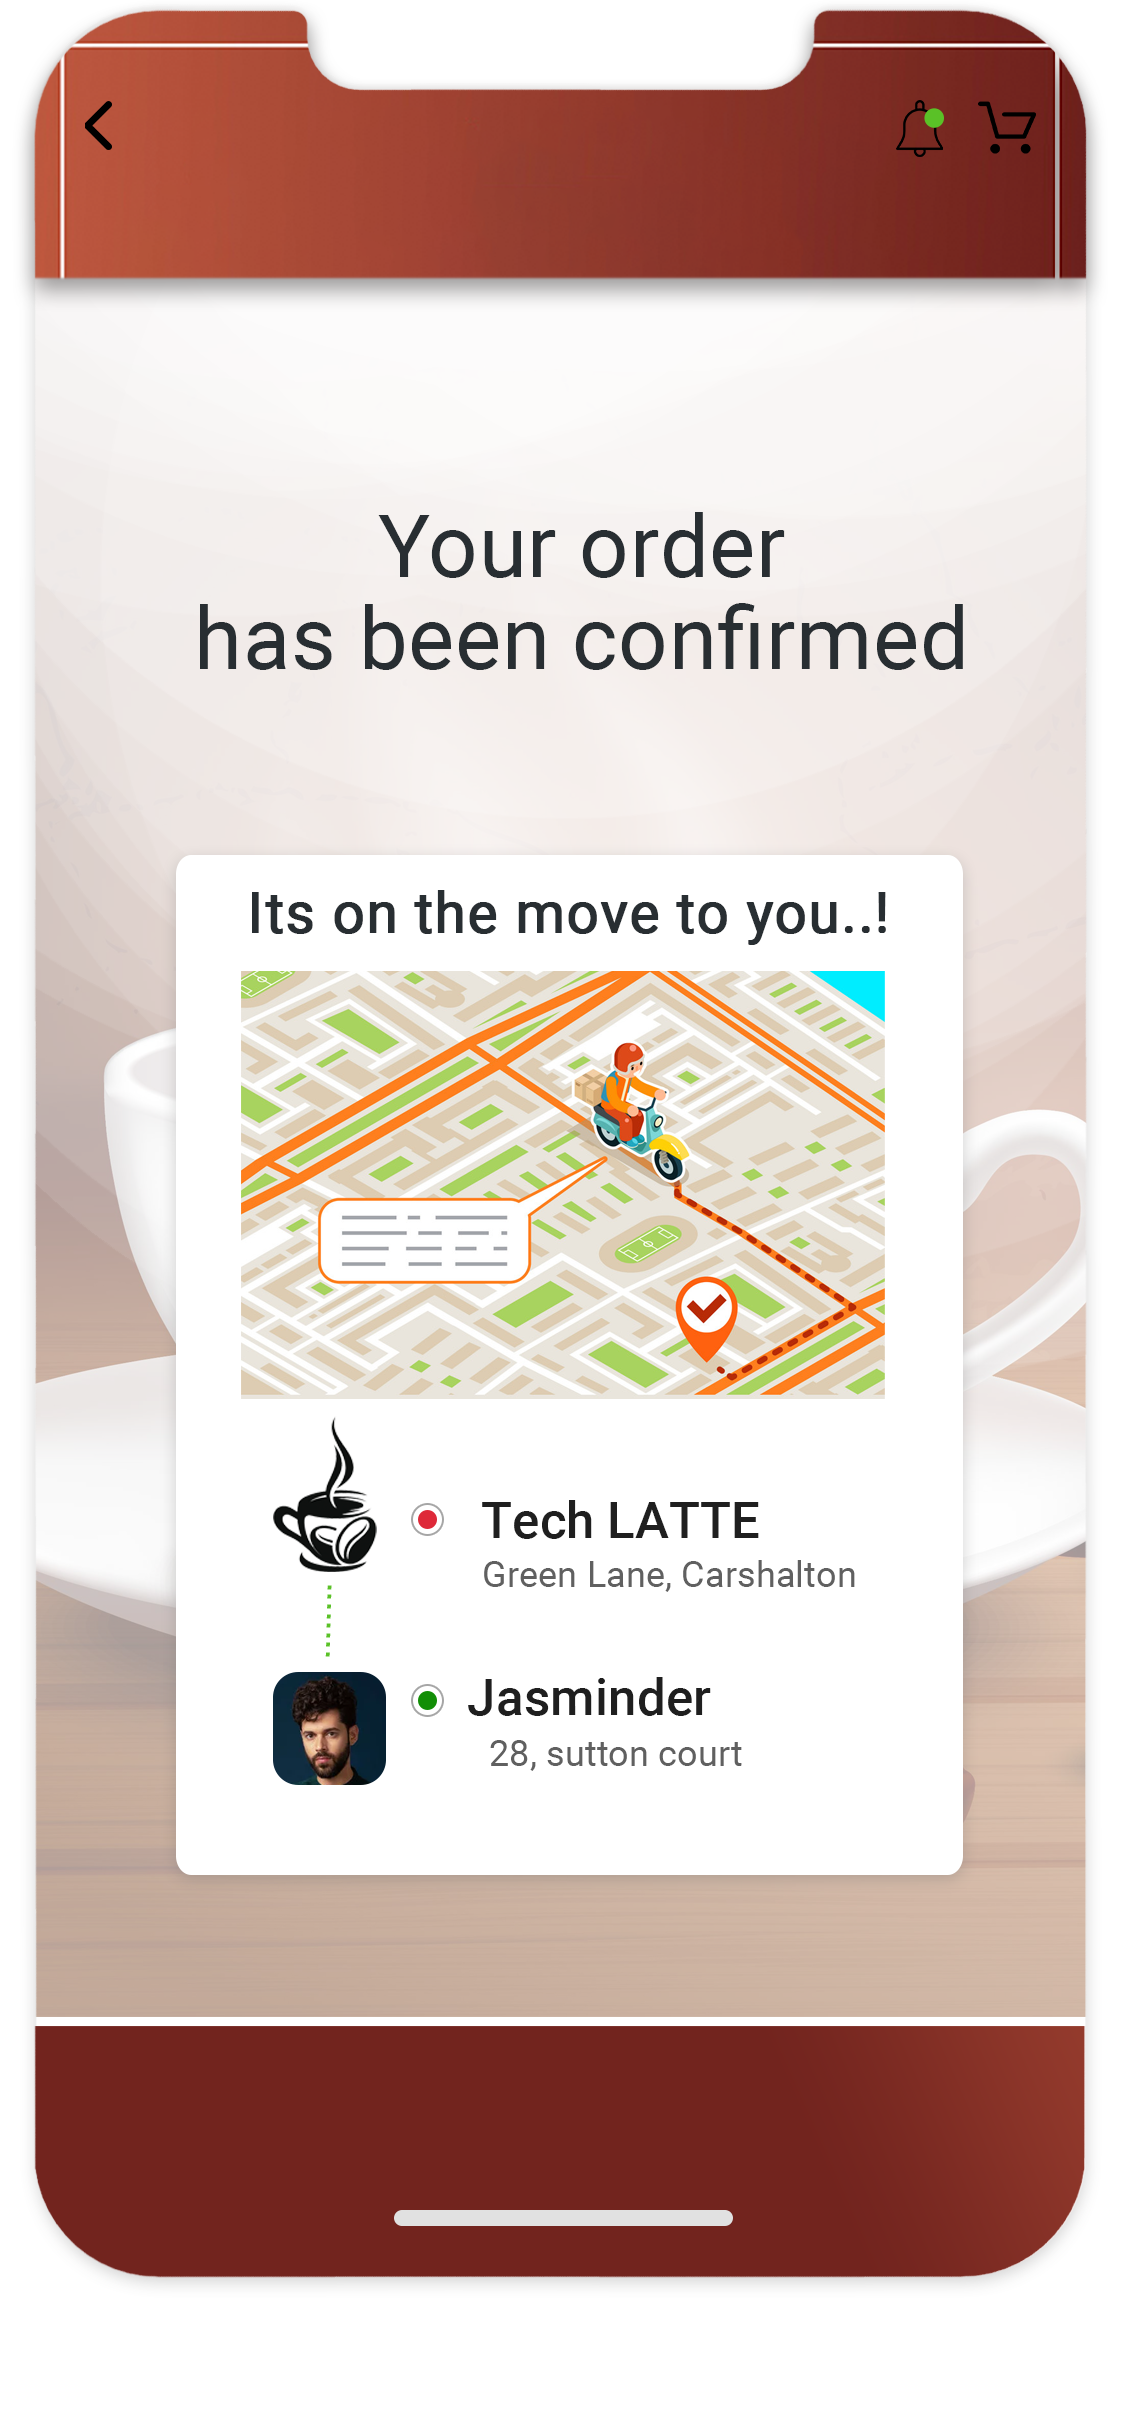 Your order
has been confirmed
Its on the move to you..!
Tech LATTE
Green Lane, Carshalton
Jasminder
28, sutton court